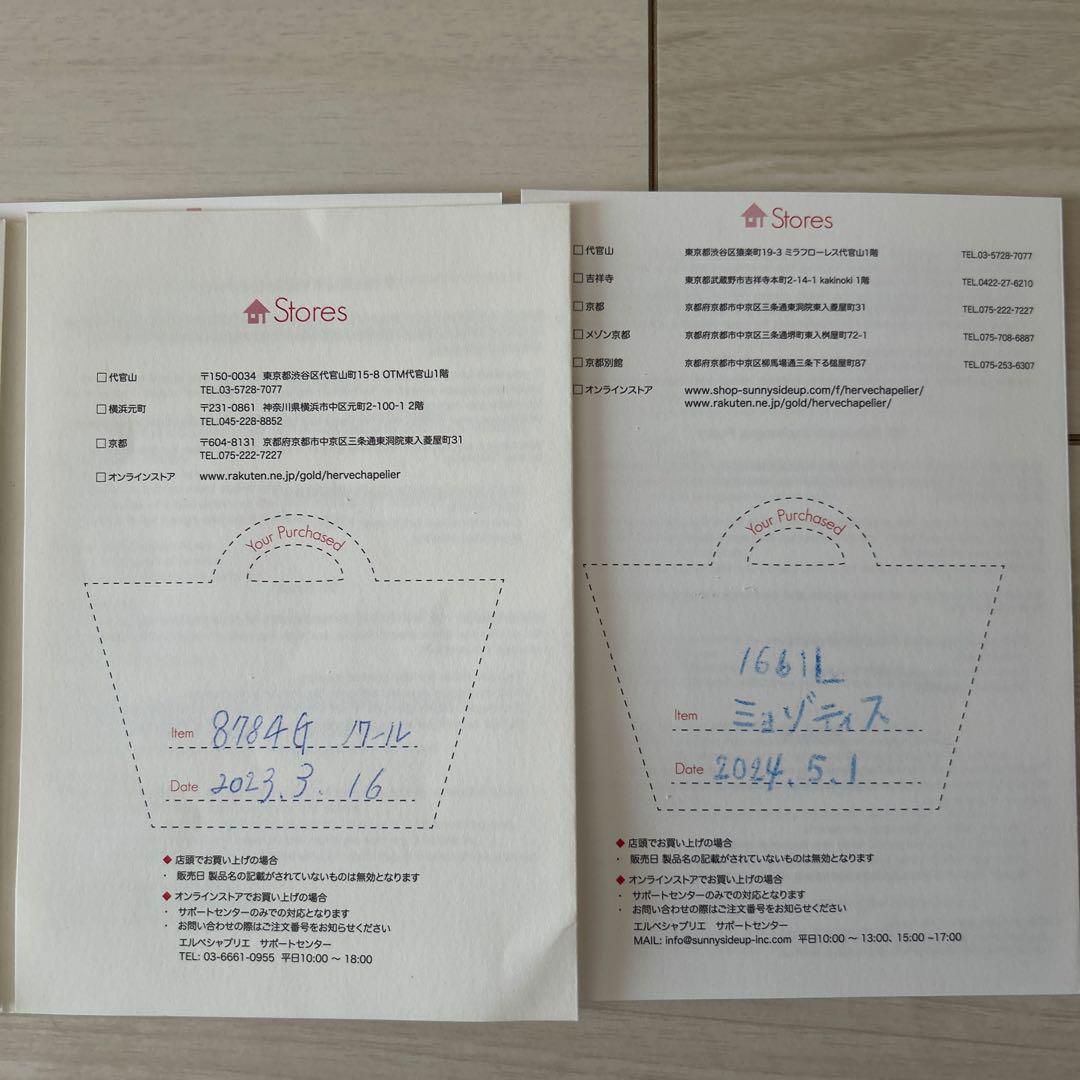 Stores
□代官山 〒150-0034 東京都渋谷区代官山町15-8 OTM代官山1階
TEL.03-5728-7077
□横浜元町 〒231-0861 神奈川県横浜市中区元町2-100-1 2階
TEL.045-228-8852
□京都 〒604-8131 京都府京都市中京区三条通東洞院東入菱屋町31
TEL.075-222-7227
□オンラインストア www.rakuten.ne.jp/gold/hervechapelier
Your Purchased
Item 8784G ノワール
Date 2023.3.16
◆店頭でお買い上げの場合
・ 販売日 製品名の記載がされていないものは無効となります
◆オンラインストアでお買い上げの場合
・ サポートセンターのみでの対応となります
・ お問い合わせの際はご注文番号をお知らせください
エルベシャプリエ サポートセンター
TEL: 03-6661-0955 平日10:00 ~ 18:00
Stores
□代官山 東京都渋谷区猿楽町19-3 ミラフローレス代官山1階 TEL.03-5728-7077
□吉祥寺 東京都武蔵野市吉祥寺本町2-14-1 kakinoki 1階 TEL.0422-27-6210
□京都 京都府京都市中京区三条通東洞院東入菱屋町31 TEL.075-222-7227
□メゾン京都 京都府京都市中京区三条通堺町東入桝屋町72-1 TEL.075-708-6887
□京都別館 京都府京都市中京区柳馬場通三条下る槌屋町87 TEL.075-253-6307
□オンラインストア www.shop-sunnysideup.com/f/hervechapelier/
www.rakuten.ne.jp/gold/hervechapelier/
Your Purchased
1661L
Item ミョゾティス
Date 2024.5.1
◆店頭でお買い上げの場合
・ 販売日 製品名の記載がされていないものは無効となります
◆オンラインストアでお買い上げの場合
・ サポートセンターのみでの対応となります
・ お問い合わせの際はご注文番号をお知らせください
エルベシャプリエ サポートセンター
MAIL: info@sunnysideup-inc.com 平日10:00 ~ 13:00、15:00 ~17:00